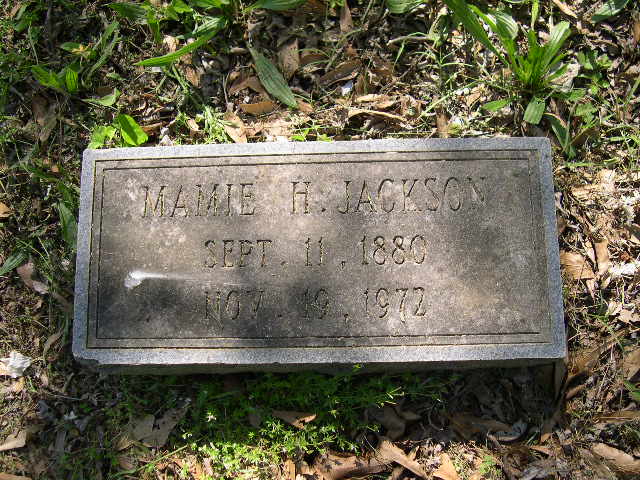 MAMIE H. JACKSON
SEPT. 11, 1880
NOV. 19, 1972